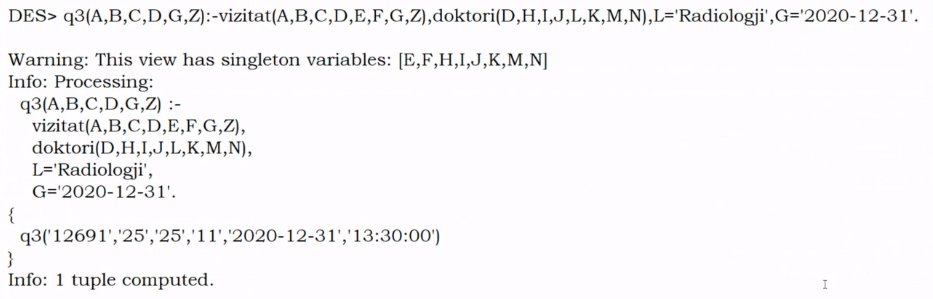 DES> q3(A,B,C,D,G,Z):-vizitat(A,B,C,D,E,F,G,Z),doktori(D,H,I,J,L,K,M,N),L='Radiologji',G='2020-12-31'.
Warning: This view has singleton variables: [E,F,H,I,J,K,M,N]
Info: Processing:
q3(A,B,C,D,G,Z) :-
vizitat(A,B,C,D,E,F,G,Z),
doktori(D,H,I,J,L,K,M,N),
L='Radiologji',
G='2020-12-31'.
{
q3('12691','25','25','11','2020-12-31','13:30:00')
}
Info: 1 tuple computed.